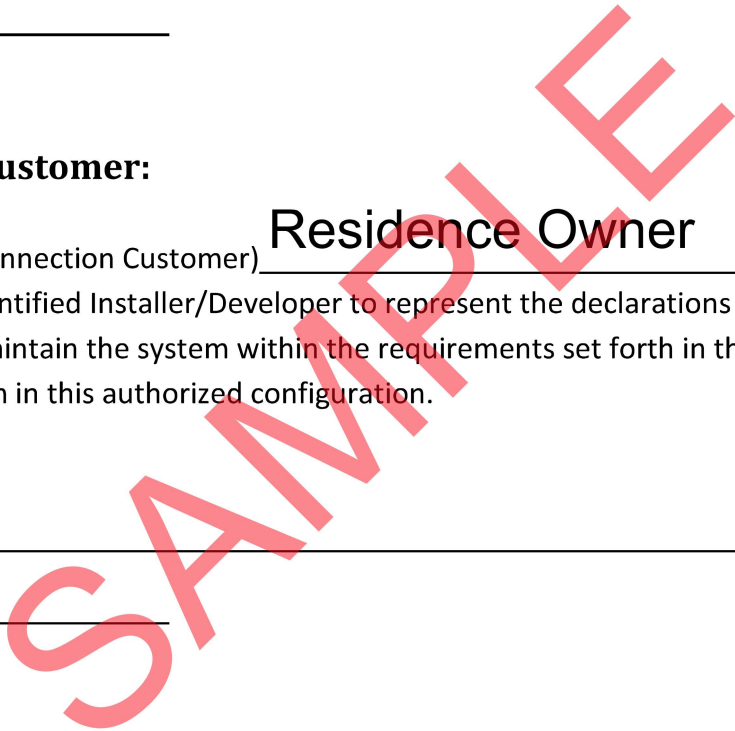 ustomer:
nnection Customer) Residence Owner
ntified Installer/Developer to represent the declarations
intain the system within the requirements set forth in th
n in this authorized configuration.
SAMPLE